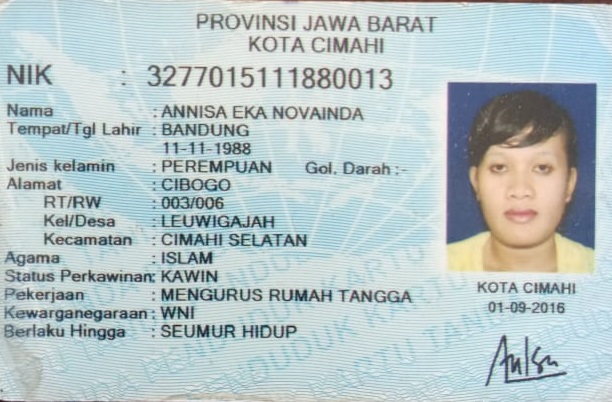 PROVINSI JAWA BARAT
KOTA CIMAHI
NIK : 3277015111880013
Nama : ANNISA EKA NOVAINDA
Tempat/Tgl Lahir : BANDUNG
11-11-1988
Jenis kelamin : PEREMPUAN Gol. Darah :-
Alamat : CIBOGO
RT/RW : 003/006
Kel/Desa : LEUWIGAJAH
Kecamatan : CIMAHI SELATAN
Agama : ISLAM
Status Perkawinan: KAWIN
Pekerjaan : MENGURUS RUMAH TANGGA
Kewarganegaraan: WNI
Berlaku Hingga : SEUMUR HIDUP
KOTA CIMAHI
01-09-2016